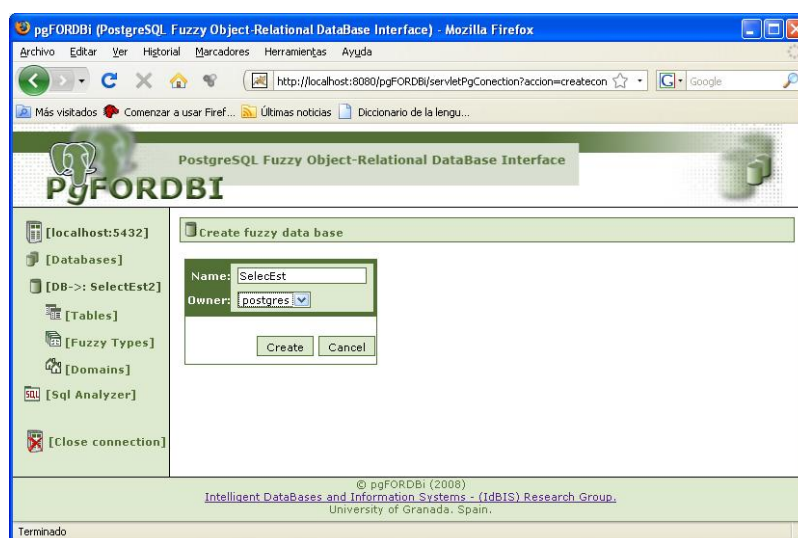 pgFORDBi (PostgreSQL Fuzzy Object-Relational DataBase Interface) - Mozilla Firefox
Archivo Editar Ver Historial Marcadores Herramientas Ayuda
http://localhost:8080/pgFORDBi/servletPgConection?accion=createcon
Google
Más visitados Comenzar a usar Firef... Últimas noticias Diccionario de la lengu...
PostgreSQL Fuzzy Object-Relational DataBase Interface
PgFORDBI
[localhost:5432]
[Databases]
[DB->: SelectEst2]
[Tables]
[Fuzzy Types]
[Domains]
SQL [Sql Analyzer]
[Close connection]
Create fuzzy data base
Name: SelecEst
Owner: postgres
Create Cancel
© pgFORDBi (2008)
Intelligent DataBases and Information Systems - (IdBIS) Research Group.
University of Granada. Spain.
Terminado